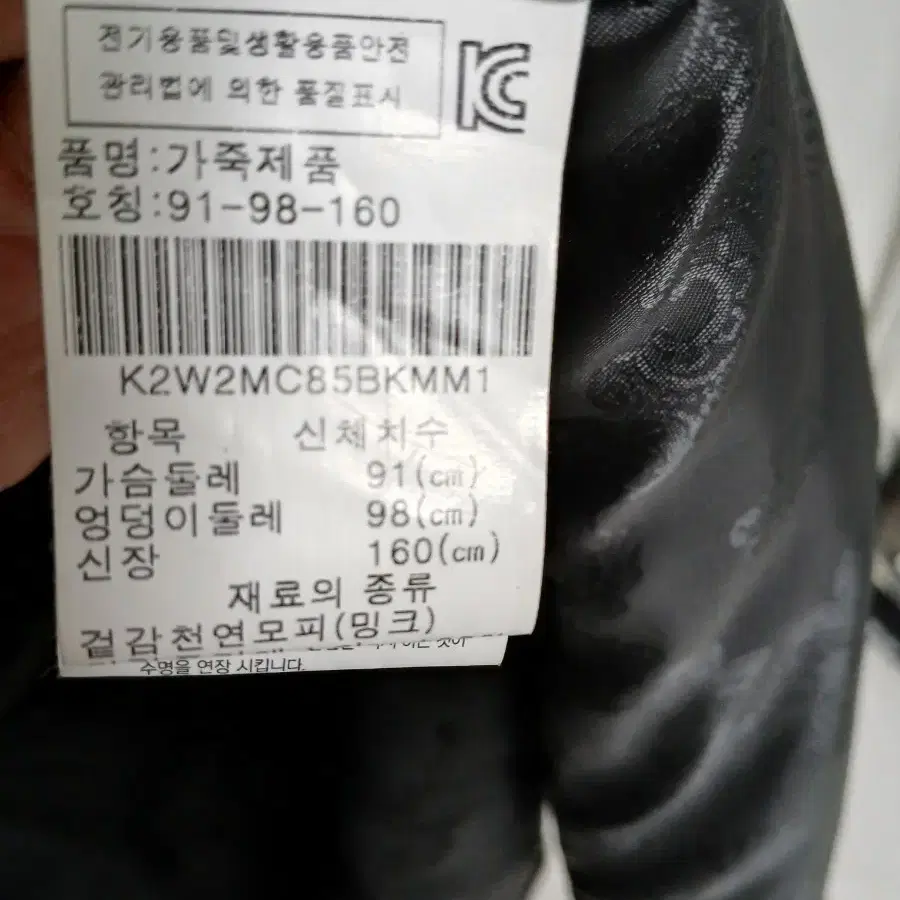 전기용품및생활용품안전
관리법에 의한 품질표시
KC
품명:가죽제품
호칭:91-98-160
K2W2MC85BKMM1
항목 신체치수
가슴둘레 91(cm)
엉덩이둘레 98(cm)
신장 160(cm)
재료의 종류
겉감천연모피(밍크)
수명을 연장 시킵니다.